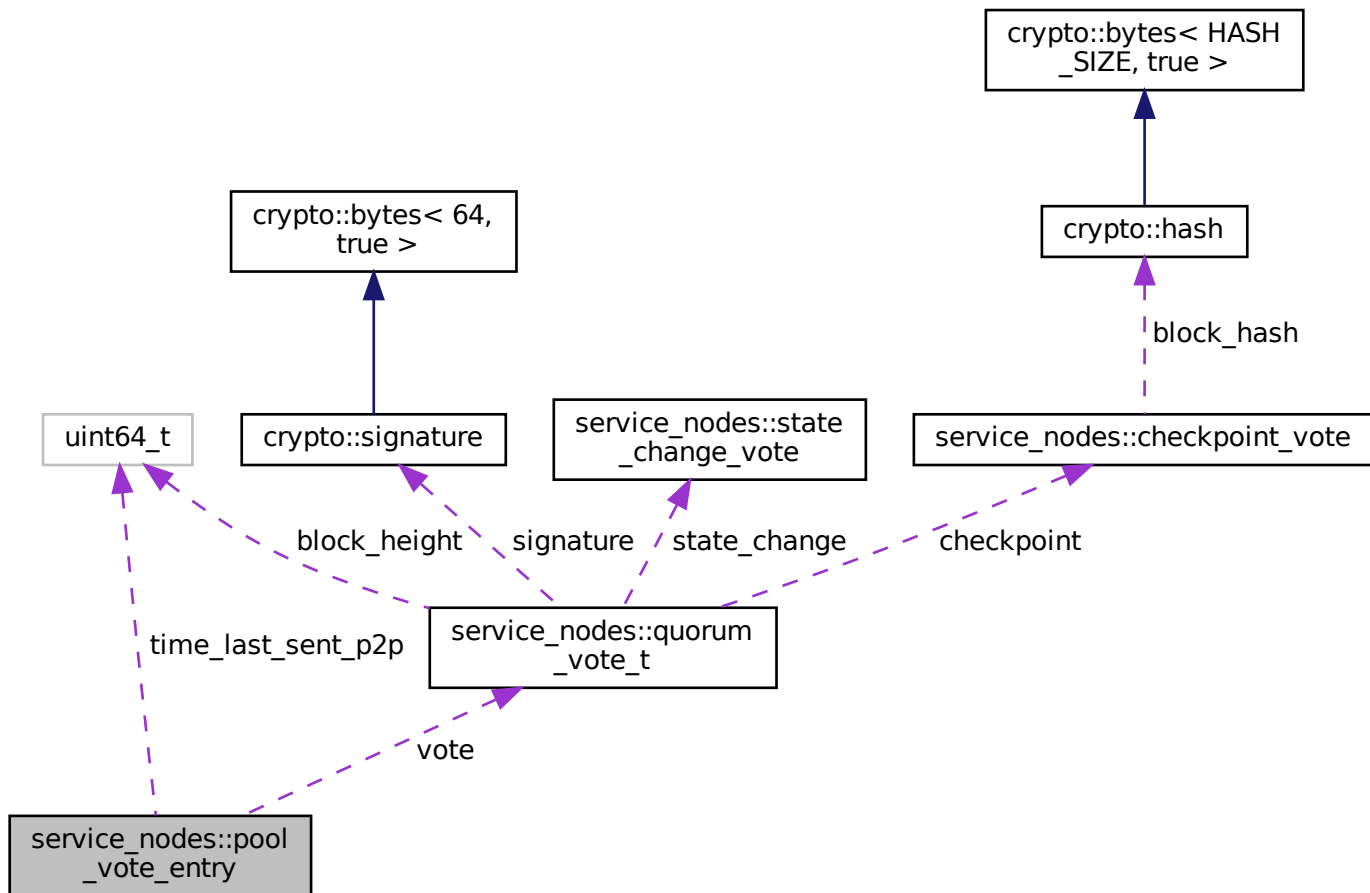 crypto::bytes< HASH
_SIZE, true >
crypto::bytes< 64,
true >
crypto::hash
block_hash
uint64_t
crypto::signature
service_nodes::state
_change_vote
service_nodes::checkpoint_vote
block_height
signature
state_change
checkpoint
time_last_sent_p2p
service_nodes::quorum
_vote_t
vote
service_nodes::pool
_vote_entry